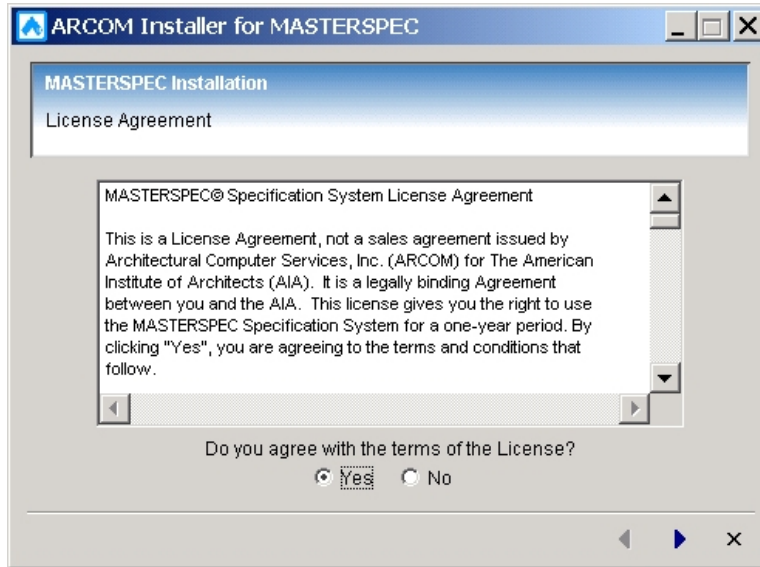 ARCOM Installer for MASTERSPEC
MASTERSPEC Installation
License Agreement
MASTERSPEC® Specification System License Agreement
This is a License Agreement, not a sales agreement issued by
Architectural Computer Services, Inc. (ARCOM) for The American
Institute of Architects (AIA). It is a legally binding Agreement
between you and the AIA. This license gives you the right to use
the MASTERSPEC Specification System for a one-year period. By
clicking "Yes", you are agreeing to the terms and conditions that
follow.
Do you agree with the terms of the License?
Yes No